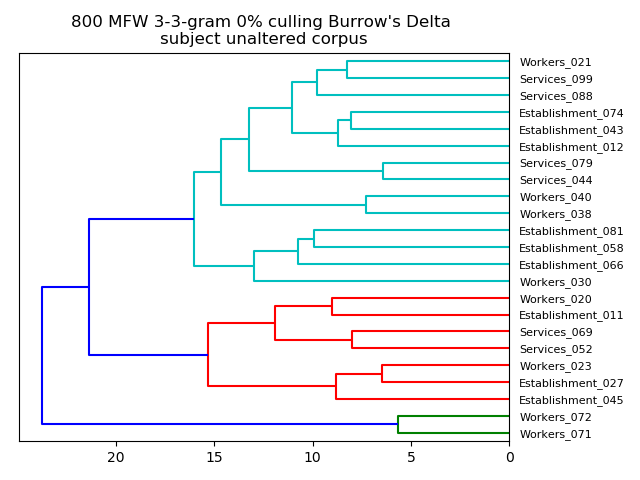 800 MFW 3-3-gram 0% culling Burrow's Delta
subject unaltered corpus
Workers_021
Services_099
Services_088
Establishment_074
Establishment_043
Establishment_012
Services_079
Services_044
Workers_040
Workers_038
Establishment_081
Establishment_058
Establishment_066
Workers_030
Workers_020
Establishment_011
Services_069
Services_052
Workers_023
Establishment_027
Establishment_045
Workers_072
Workers_071
20 15 10 5 0